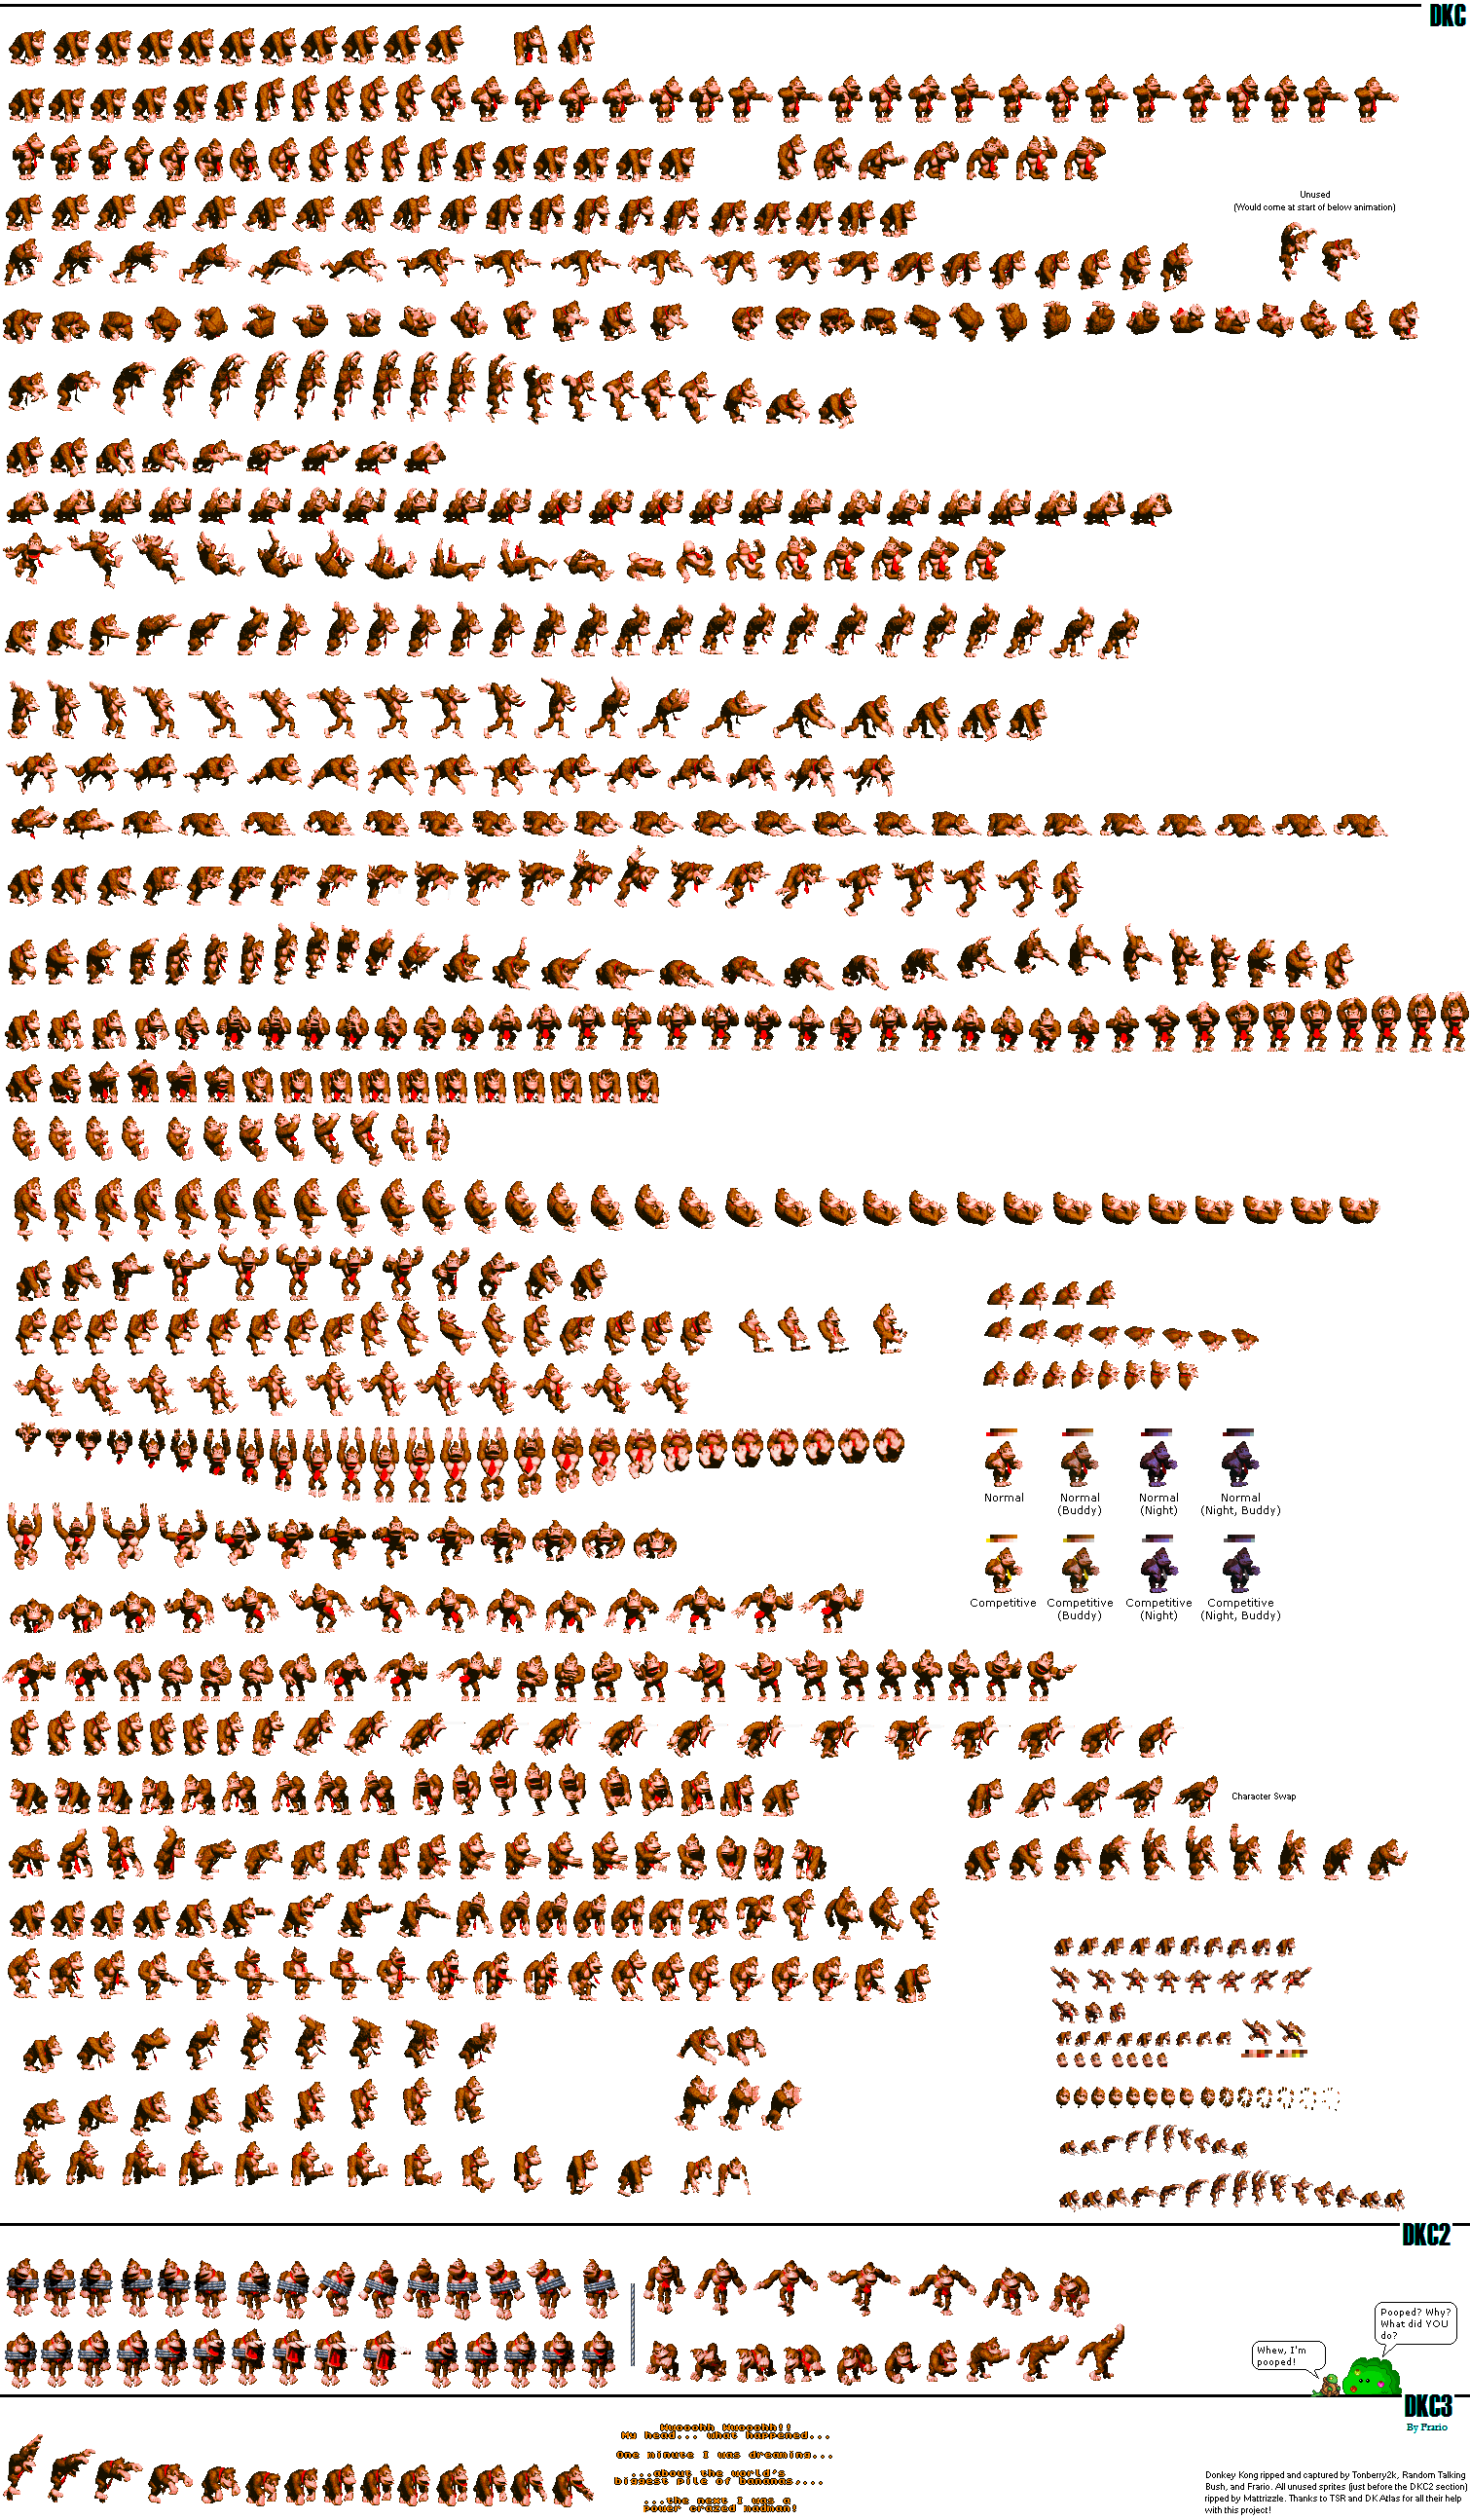 DKC
Unused
(Would come at start of below animation)
Normal
Normal
(Buddy)
Normal
(Night)
Normal
(Night, Buddy)
Competitive
Competitive
(Buddy)
Competitive
(Night)
Competitive
(Night, Buddy)
Character Swap
DKC2
Pooped? Why?
What did YOU
do?
Whew, I'm
pooped!
DKC3
By Frario
Wuooohh Wuooohh!!
My head... what happened...
One minute I was dreaming...
...about the world's
biggest pile of bananas,...
...the next I was a
power crazed madman!
Donkey Kong ripped and captured by Tonberry2k, Random Talking
Bush, and Frario. All unused sprites (just before the DKC2 section)
ripped by Mattrizzle. Thanks to TSR and DK Atlas for all their help
with this project!